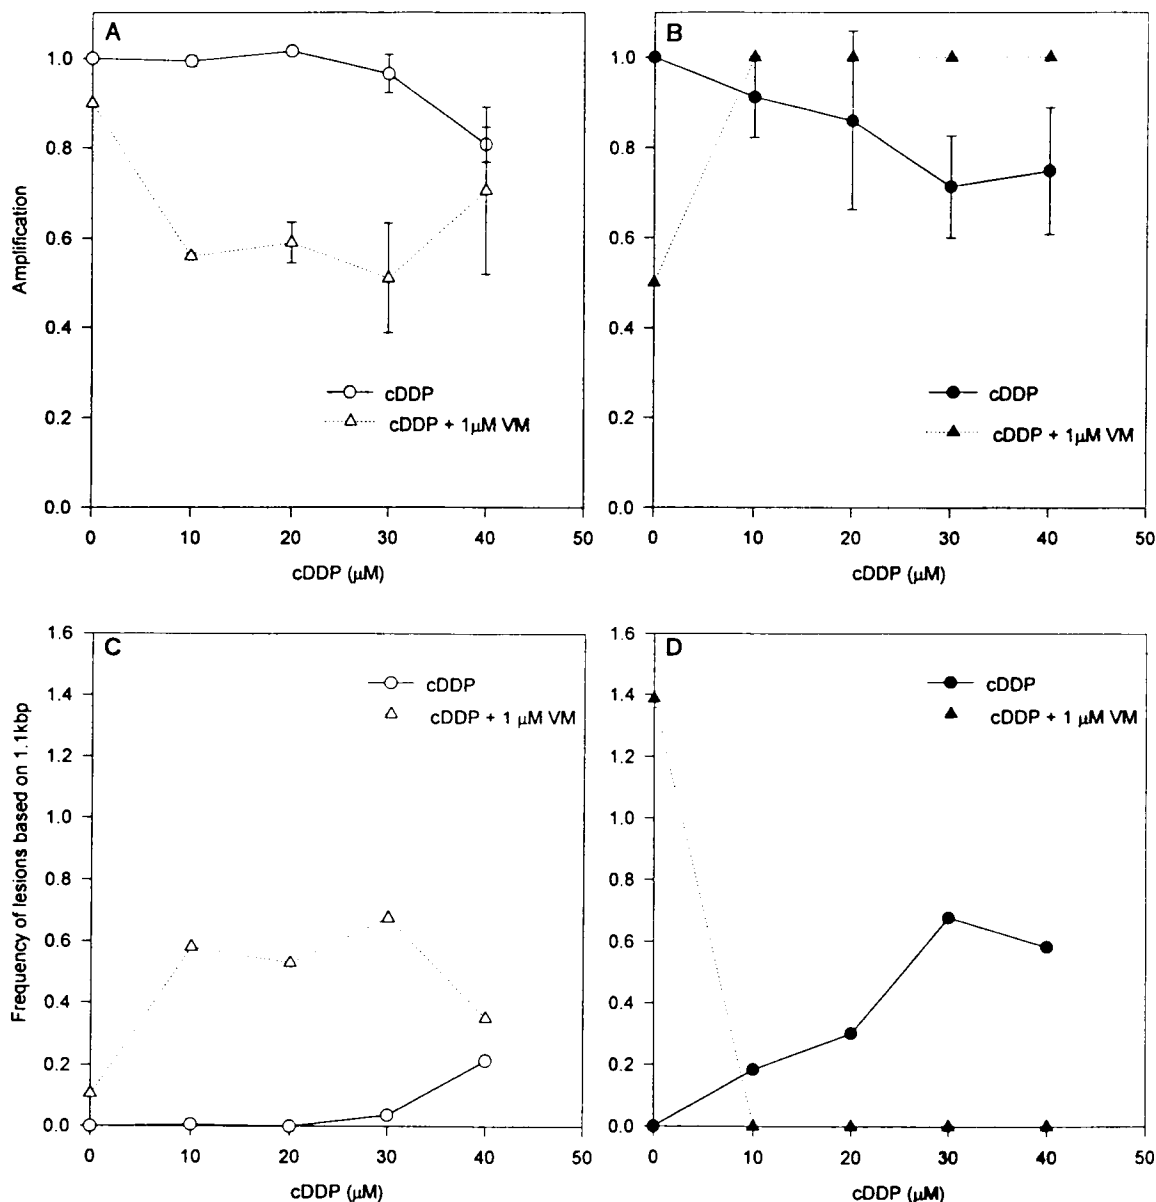 A
1.0
0.8
0.6
0.4
0.2
0.0
Amplification
cDDP
cDDP + 1μM VM
0 10 20 30 40 50
cDDP (μM)
B
1.0
0.8
0.6
0.4
0.2
0.0
cDDP
cDDP + 1μM VM
0 10 20 30 40 50
cDDP (μM)
C
1.6
1.4
1.2
1.0
0.8
0.6
0.4
0.2
0.0
Frequency of lesions based on 1.1kbp
cDDP
cDDP + 1 μM VM
0 10 20 30 40 50
cDDP (μM)
D
1.6
1.4
1.2
1.0
0.8
0.6
0.4
0.2
0.0
cDDP
cDDP + 1 μM VM
0 10 20 30 40 50
cDDP (μM)